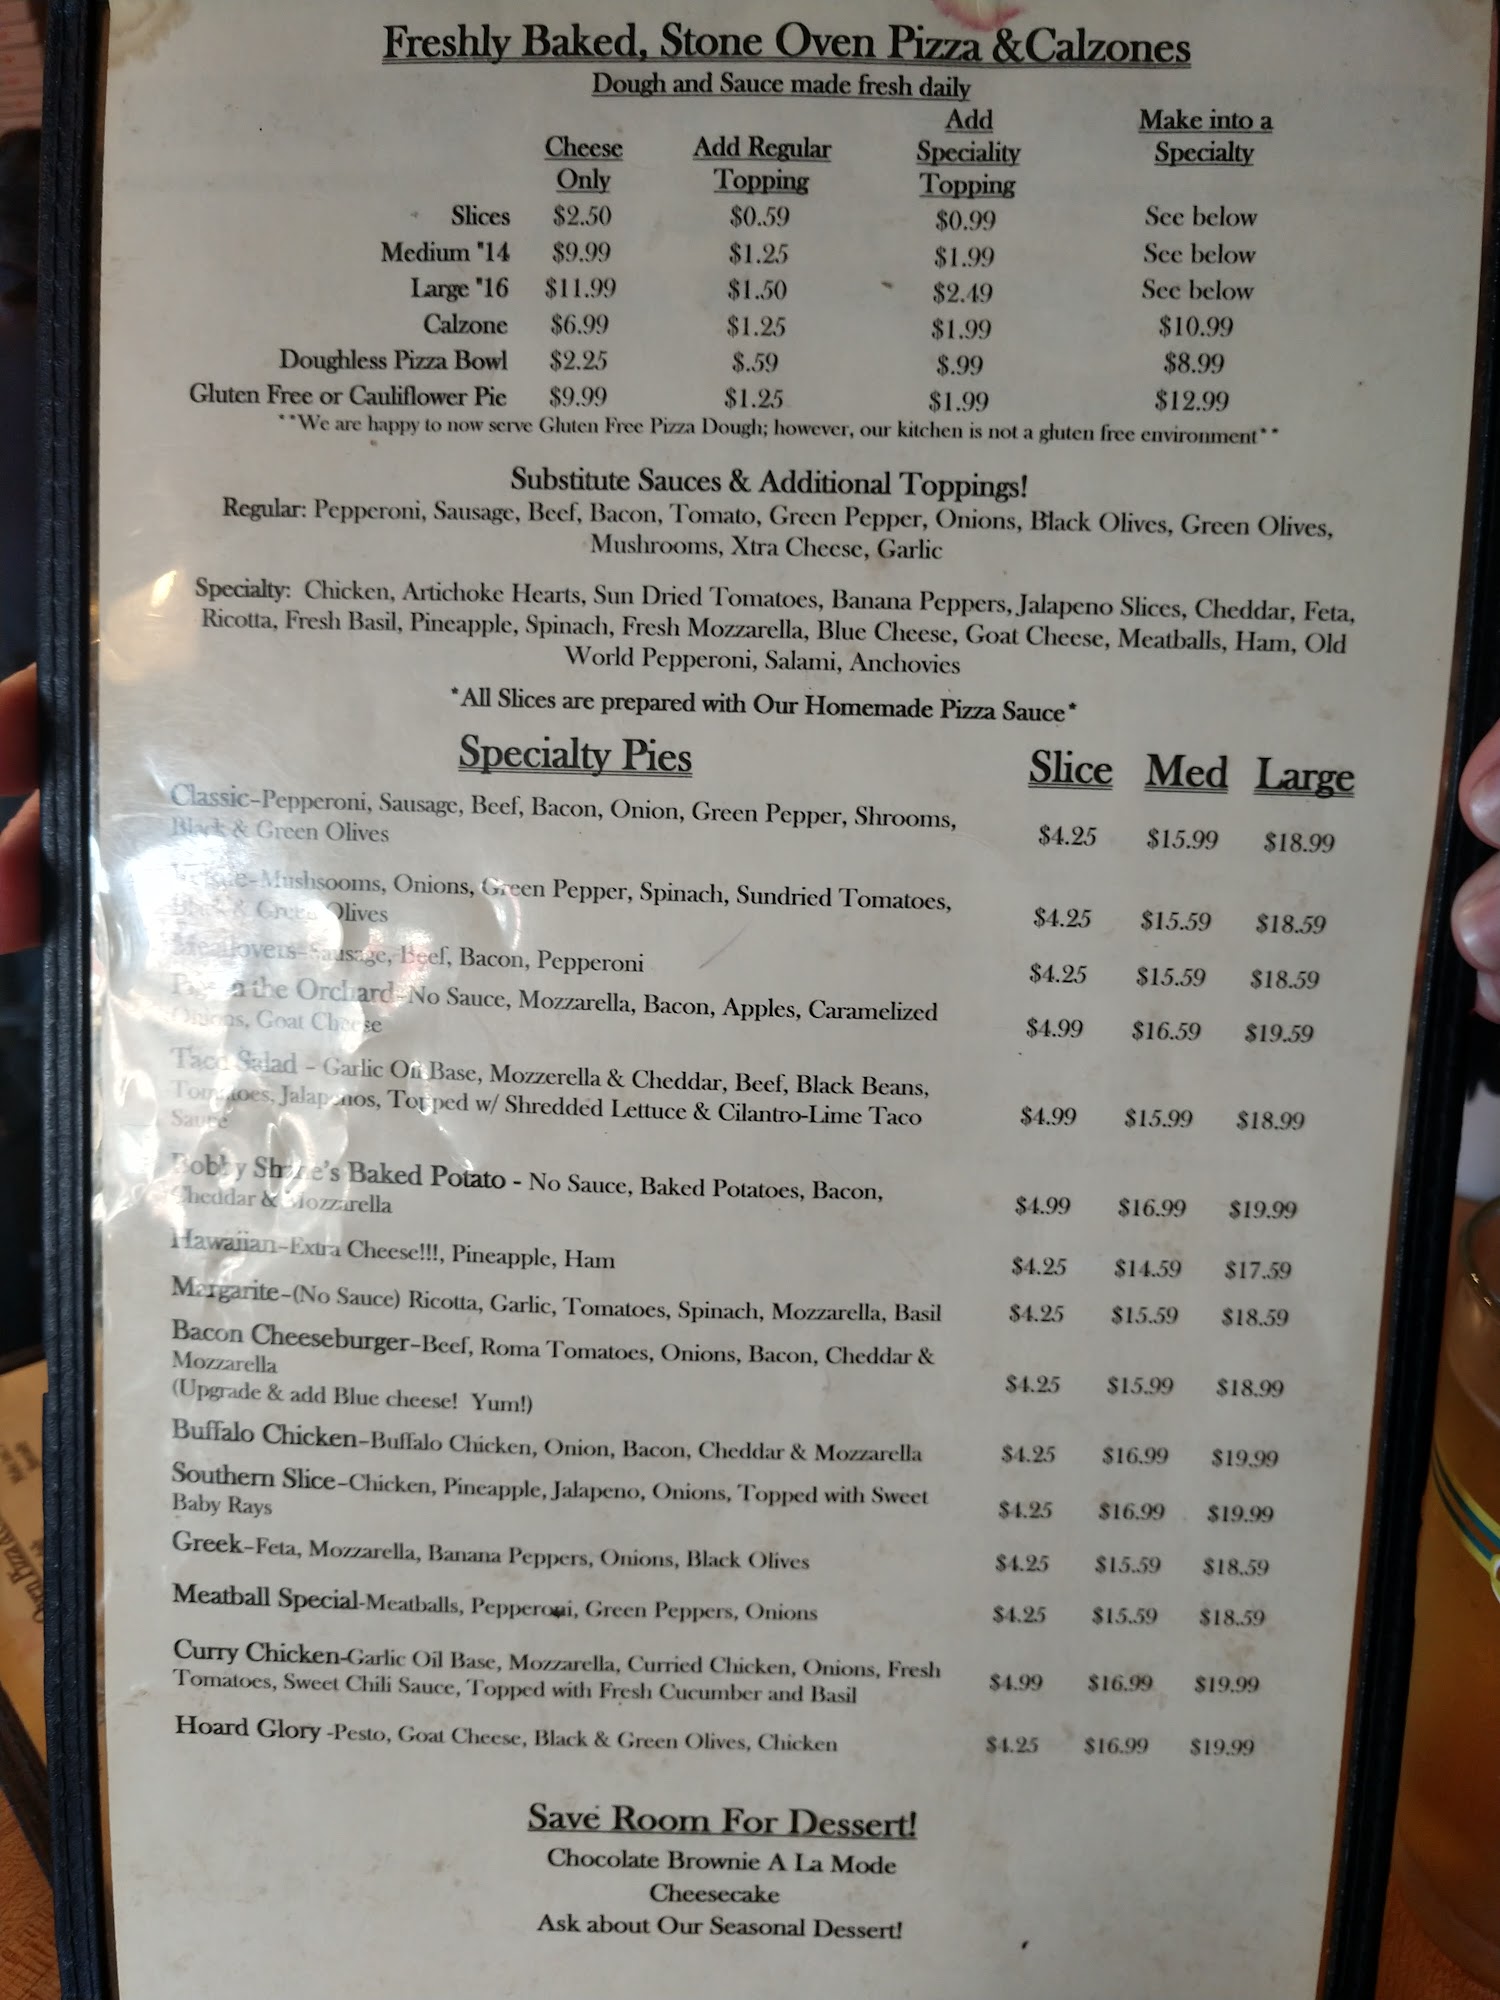 Freshly Baked, Stone Oven Pizza &Calzones
Dough and Sauce made fresh daily
Cheese Only Add Regular Topping Add Speciality Topping Make into a Specialty
Slices $2.50 $0.59 $0.99 See below
Medium "14 $9.99 $1.25 $1.99 See below
Large "16 $11.99 $1.50 $2.49 See below
Calzone $6.99 $1.25 $1.99 $10.99
Doughless Pizza Bowl $2.25 $.59 $.99 $8.99
Gluten Free or Cauliflower Pie $9.99 $1.25 $1.99 $12.99
**We are happy to now serve Gluten Free Pizza Dough; however, our kitchen is not a gluten free environment**
Substitute Sauces & Additional Toppings!
Regular: Pepperoni, Sausage, Beef, Bacon, Tomato, Green Pepper, Onions, Black Olives, Green Olives,
Mushrooms, Xtra Cheese, Garlic
Specialty: Chicken, Artichoke Hearts, Sun Dried Tomatoes, Banana Peppers, Jalapeno Slices, Cheddar, Feta,
Ricotta, Fresh Basil, Pineapple, Spinach, Fresh Mozzarella, Blue Cheese, Goat Cheese, Meatballs, Ham, Old
World Pepperoni, Salami, Anchovies
*All Slices are prepared with Our Homemade Pizza Sauce*
Specialty Pies Slice Med Large
Classic-Pepperoni, Sausage, Beef, Bacon, Onion, Green Pepper, Shrooms,
Black & Green Olives $4.25 $15.99 $18.99
Mushsooms, Onions, Green Pepper, Spinach, Sundried Tomatoes,
Black & Green Olives $4.25 $15.59 $18.59
Meatlovers-Sausage, Beef, Bacon, Pepperoni $4.25 $15.59 $18.59
in the Orchard-No Sauce, Mozzarella, Bacon, Apples, Caramelized
Onions, Goat Cheese $4.99 $16.59 $19.59
Taco Salad - Garlic Oil Base, Mozzerella & Cheddar, Beef, Black Beans,
Tomatoes, Jalapenos, Topped w/ Shredded Lettuce & Cilantro-Lime Taco
Sauce $4.99 $15.99 $18.99
Bobby Shane's Baked Potato - No Sauce, Baked Potatoes, Bacon,
Cheddar & Mozzarella $4.99 $16.99 $19.99
Hawaiian-Extra Cheese!!!, Pineapple, Ham $4.25 $14.59 $17.59
Margarite-(No Sauce) Ricotta, Garlic, Tomatoes, Spinach, Mozzarella, Basil $4.25 $15.59 $18.59
Bacon Cheeseburger-Beef, Roma Tomatoes, Onions, Bacon, Cheddar &
Mozzarella
(Upgrade & add Blue cheese! Yum!) $4.25 $15.99 $18.99
Buffalo Chicken-Buffalo Chicken, Onion, Bacon, Cheddar & Mozzarella $4.25 $16.99 $19.99
Southern Slice-Chicken, Pineapple, Jalapeno, Onions, Topped with Sweet
Baby Rays $4.25 $16.99 $19.99
Greek-Feta, Mozzarella, Banana Peppers, Onions, Black Olives $4.25 $15.59 $18.59
Meatball Special-Meatballs, Pepperoni, Green Peppers, Onions $4.25 $15.59 $18.59
Curry Chicken-Garlic Oil Base, Mozzarella, Curried Chicken, Onions, Fresh
Tomatoes, Sweet Chili Sauce, Topped with Fresh Cucumber and Basil $4.99 $16.99 $19.99
Hoard Glory -Pesto, Goat Cheese, Black & Green Olives, Chicken $4.25 $16.99 $19.99
Save Room For Dessert!
Chocolate Brownie A La Mode
Cheesecake
Ask about Our Seasonal Dessert!